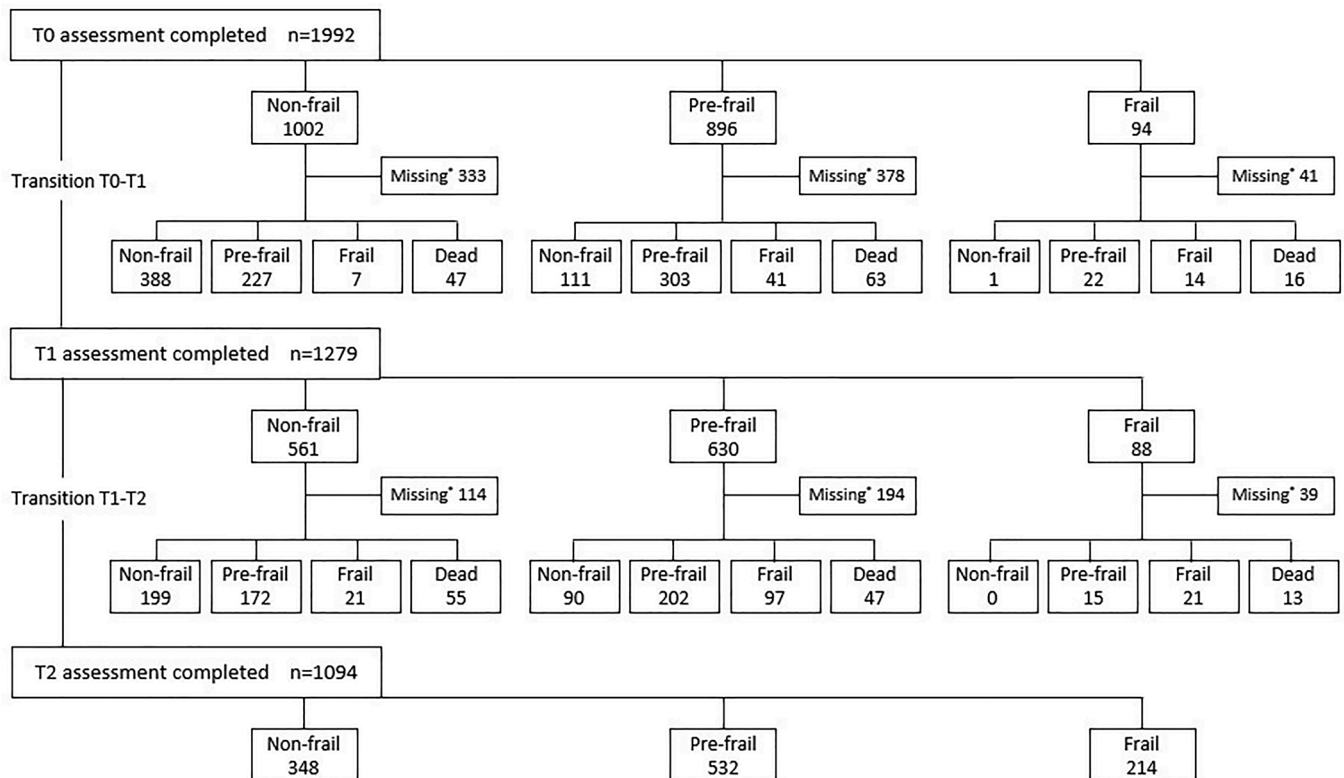 T0 assessment completed n=1992
Non-frail
1002
Pre-frail
896
Frail
94
Transition T0-T1
Missing* 333
Missing* 378
Missing* 41
Non-frail
388
Pre-frail
227
Frail
7
Dead
47
Non-frail
111
Pre-frail
303
Frail
41
Dead
63
Non-frail
1
Pre-frail
22
Frail
14
Dead
16
T1 assessment completed n=1279
Non-frail
561
Pre-frail
630
Frail
88
Transition T1-T2
Missing* 114
Missing* 194
Missing* 39
Non-frail
199
Pre-frail
172
Frail
21
Dead
55
Non-frail
90
Pre-frail
202
Frail
97
Dead
47
Non-frail
0
Pre-frail
15
Frail
21
Dead
13
T2 assessment completed n=1094
Non-frail
348
Pre-frail
532
Frail
214